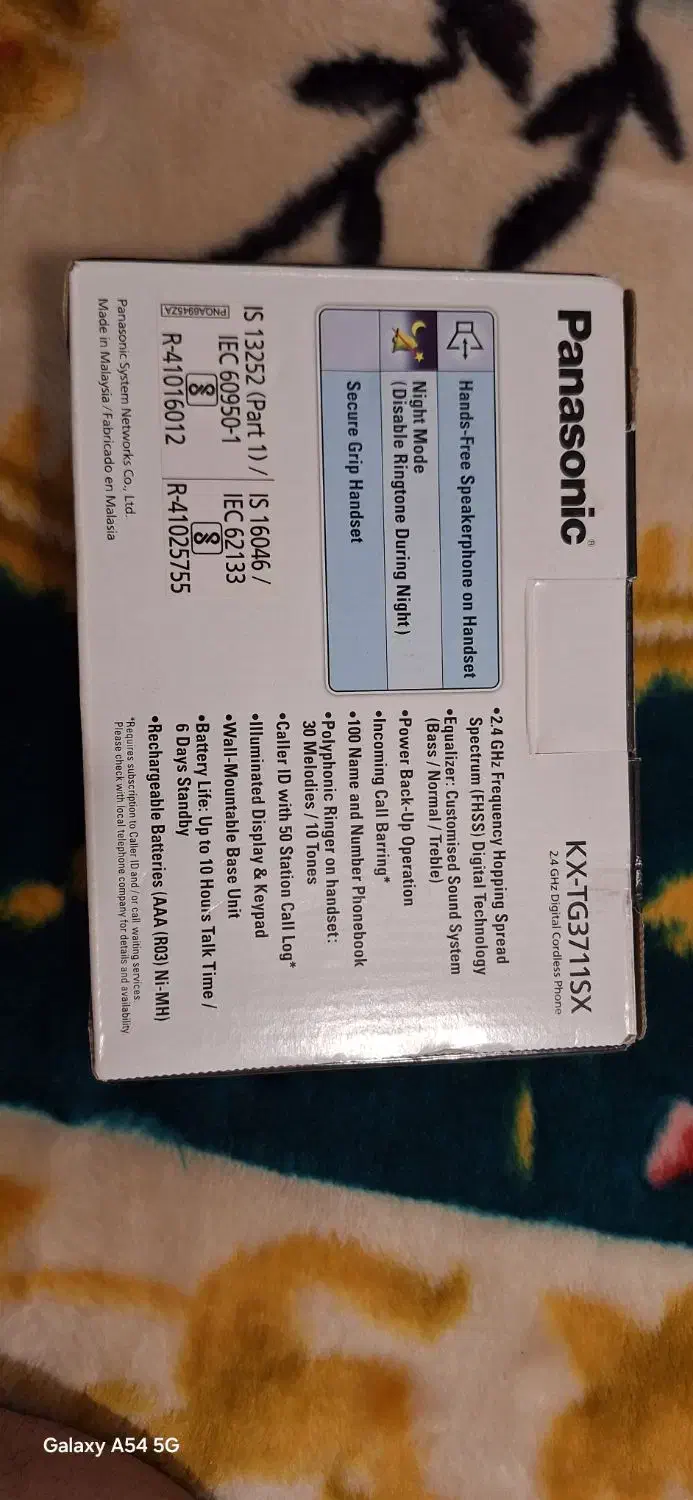 Panasonic®
KX-TG3711SX
2.4 GHz Digital Cordless Phone
Hands-Free Speakerphone on Handset
Night Mode
(Disable Ringtone During Night)
Secure Grip Handset
IS 13252 (Part 1) /
IEC 60950-1
R-41016012
IS 16046 /
IEC 62133
R-41025755
PNQA6945ZA
Panasonic System Networks Co., Ltd.
Made in Malaysia / Fabricado en Malasia
•2.4 GHz Frequency Hopping Spread
Spectrum (FHSS) Digital Technology
•Equalizer: Customised Sound System
(Bass / Normal / Treble)
•Power Back-Up Operation
•Incoming Call Barring*
•100 Name and Number Phonebook
•Polyphonic Ringer on handset:
30 Melodies / 10 Tones
•Caller ID with 50 Station Call Log*
•Illuminated Display & Keypad
•Wall-Mountable Base Unit
•Battery Life: Up to 10 Hours Talk Time /
6 Days Standby
•Rechargeable Batteries (AAA (R03) Ni-MH)
*Requires subscription to Caller ID and / or call waiting services.
Please check with local telephone company for details and availability
Galaxy A54 5G